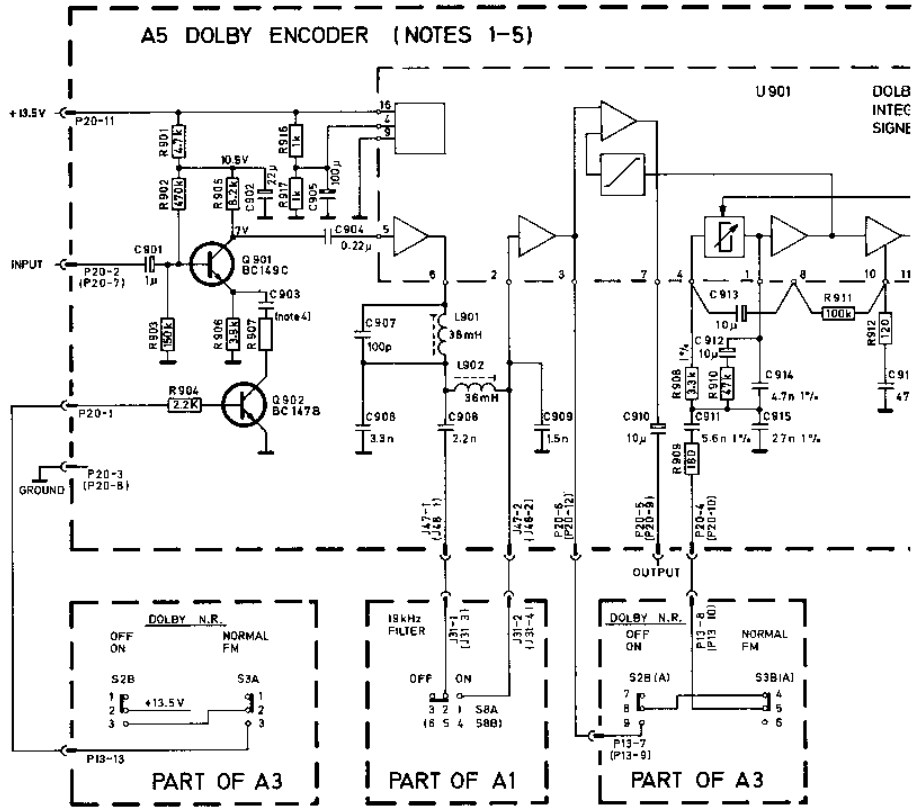 A5 DOLBY ENCODER (NOTES 1-5)
U901
DOLB
INTEG
SIGNE
+13.5V
P20-11
R901
4.7k
R916
1k
16
4
9
10.5V
R902
470k
R905
8.2k
C902
22µ
R917
1k
C905
100µ
7V
C904
0.22µ
5
INPUT
P20-2
(P20-7)
C901
1µ
Q901
BC149C
C903
(note 4)
R903
150k
R906
3.9k
R907
6
2
3
7
4
1
8
10
11
C907
100p
L901
36mH
L902
36mH
C913
10µ
R911
100k
R912
120
C912
10µ
R908
3.3k
1%
R910
47k
C914
4.7n 1%
C91
47
P20-1
R904
2.2K
Q902
BC147B
C906
3.3n
C908
2.2n
C909
1.5n
C910
10µ
C911
5.6n 1%
C915
27n 1%
R909
180
GROUND
P20-3
(P20-8)
J47-1
(J48-1)
J47-2
(J48-2)
P20-6
(P20-12)
P20-5
(P20-9)
P20-4
(P20-10)
OUTPUT
DOLBY N.R.
OFF
ON
NORMAL
FM
S2B
S3A
1
2
3
+13.5V
1
2
3
P13-13
PART OF A3
19kHz
FILTER
J31-1
(J31-3)
J31-2
(J31-4)
OFF ON
3 2 1 S8A
(6 5 4 S8B)
PART OF A1
P13-8
(P13-10)
DOLBY N.R.
OFF
ON
NORMAL
FM
S2B(A)
S3B(A)
7
8
9
4
5
6
P13-7
(P13-9)
PART OF A3